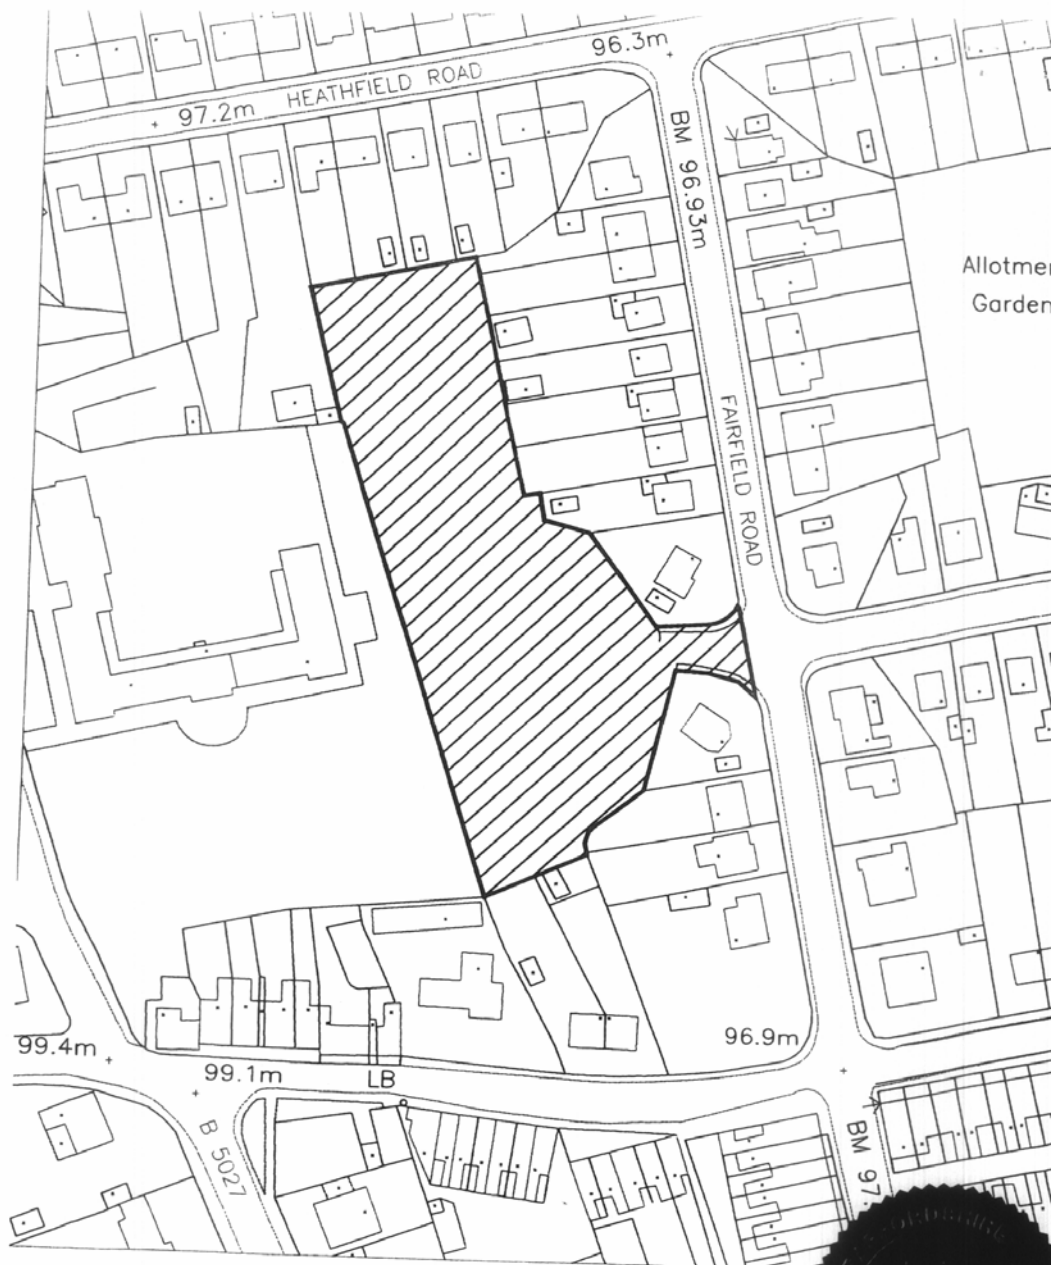 96.3m
HEATHFIELD ROAD
97.2m
BM 96.93m
Allotmen
Garden
FAIRFIELD ROAD
96.9m
99.4m
99.1m
LB
B 5027
BM 97.